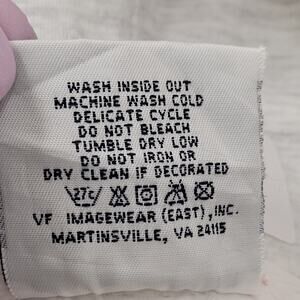 WASH INSIDE OUT
MACHINE WASH COLD
DELICATE CYCLE
DO NOT BLEACH
TUMBLE DRY LOW
DO NOT IRON OR
DRY CLEAN IF DECORATED
27c
VF IMAGEWEAR (EAST), INC.
MARTINSVILLE, VA 24115